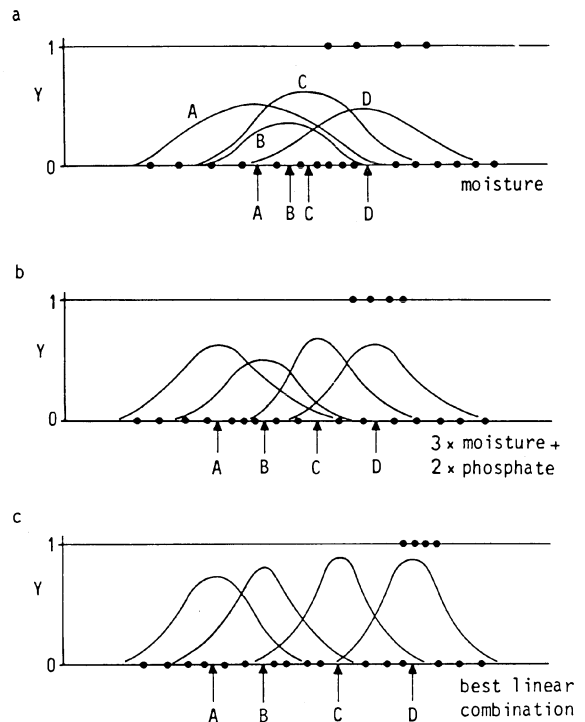 a
1
Y
A
C
D
B
0
moisture
A B C D
b
1
Y
0
A B C D
3 × moisture +
2 × phosphate
c
1
Y
0
best linear
combination
A B C D